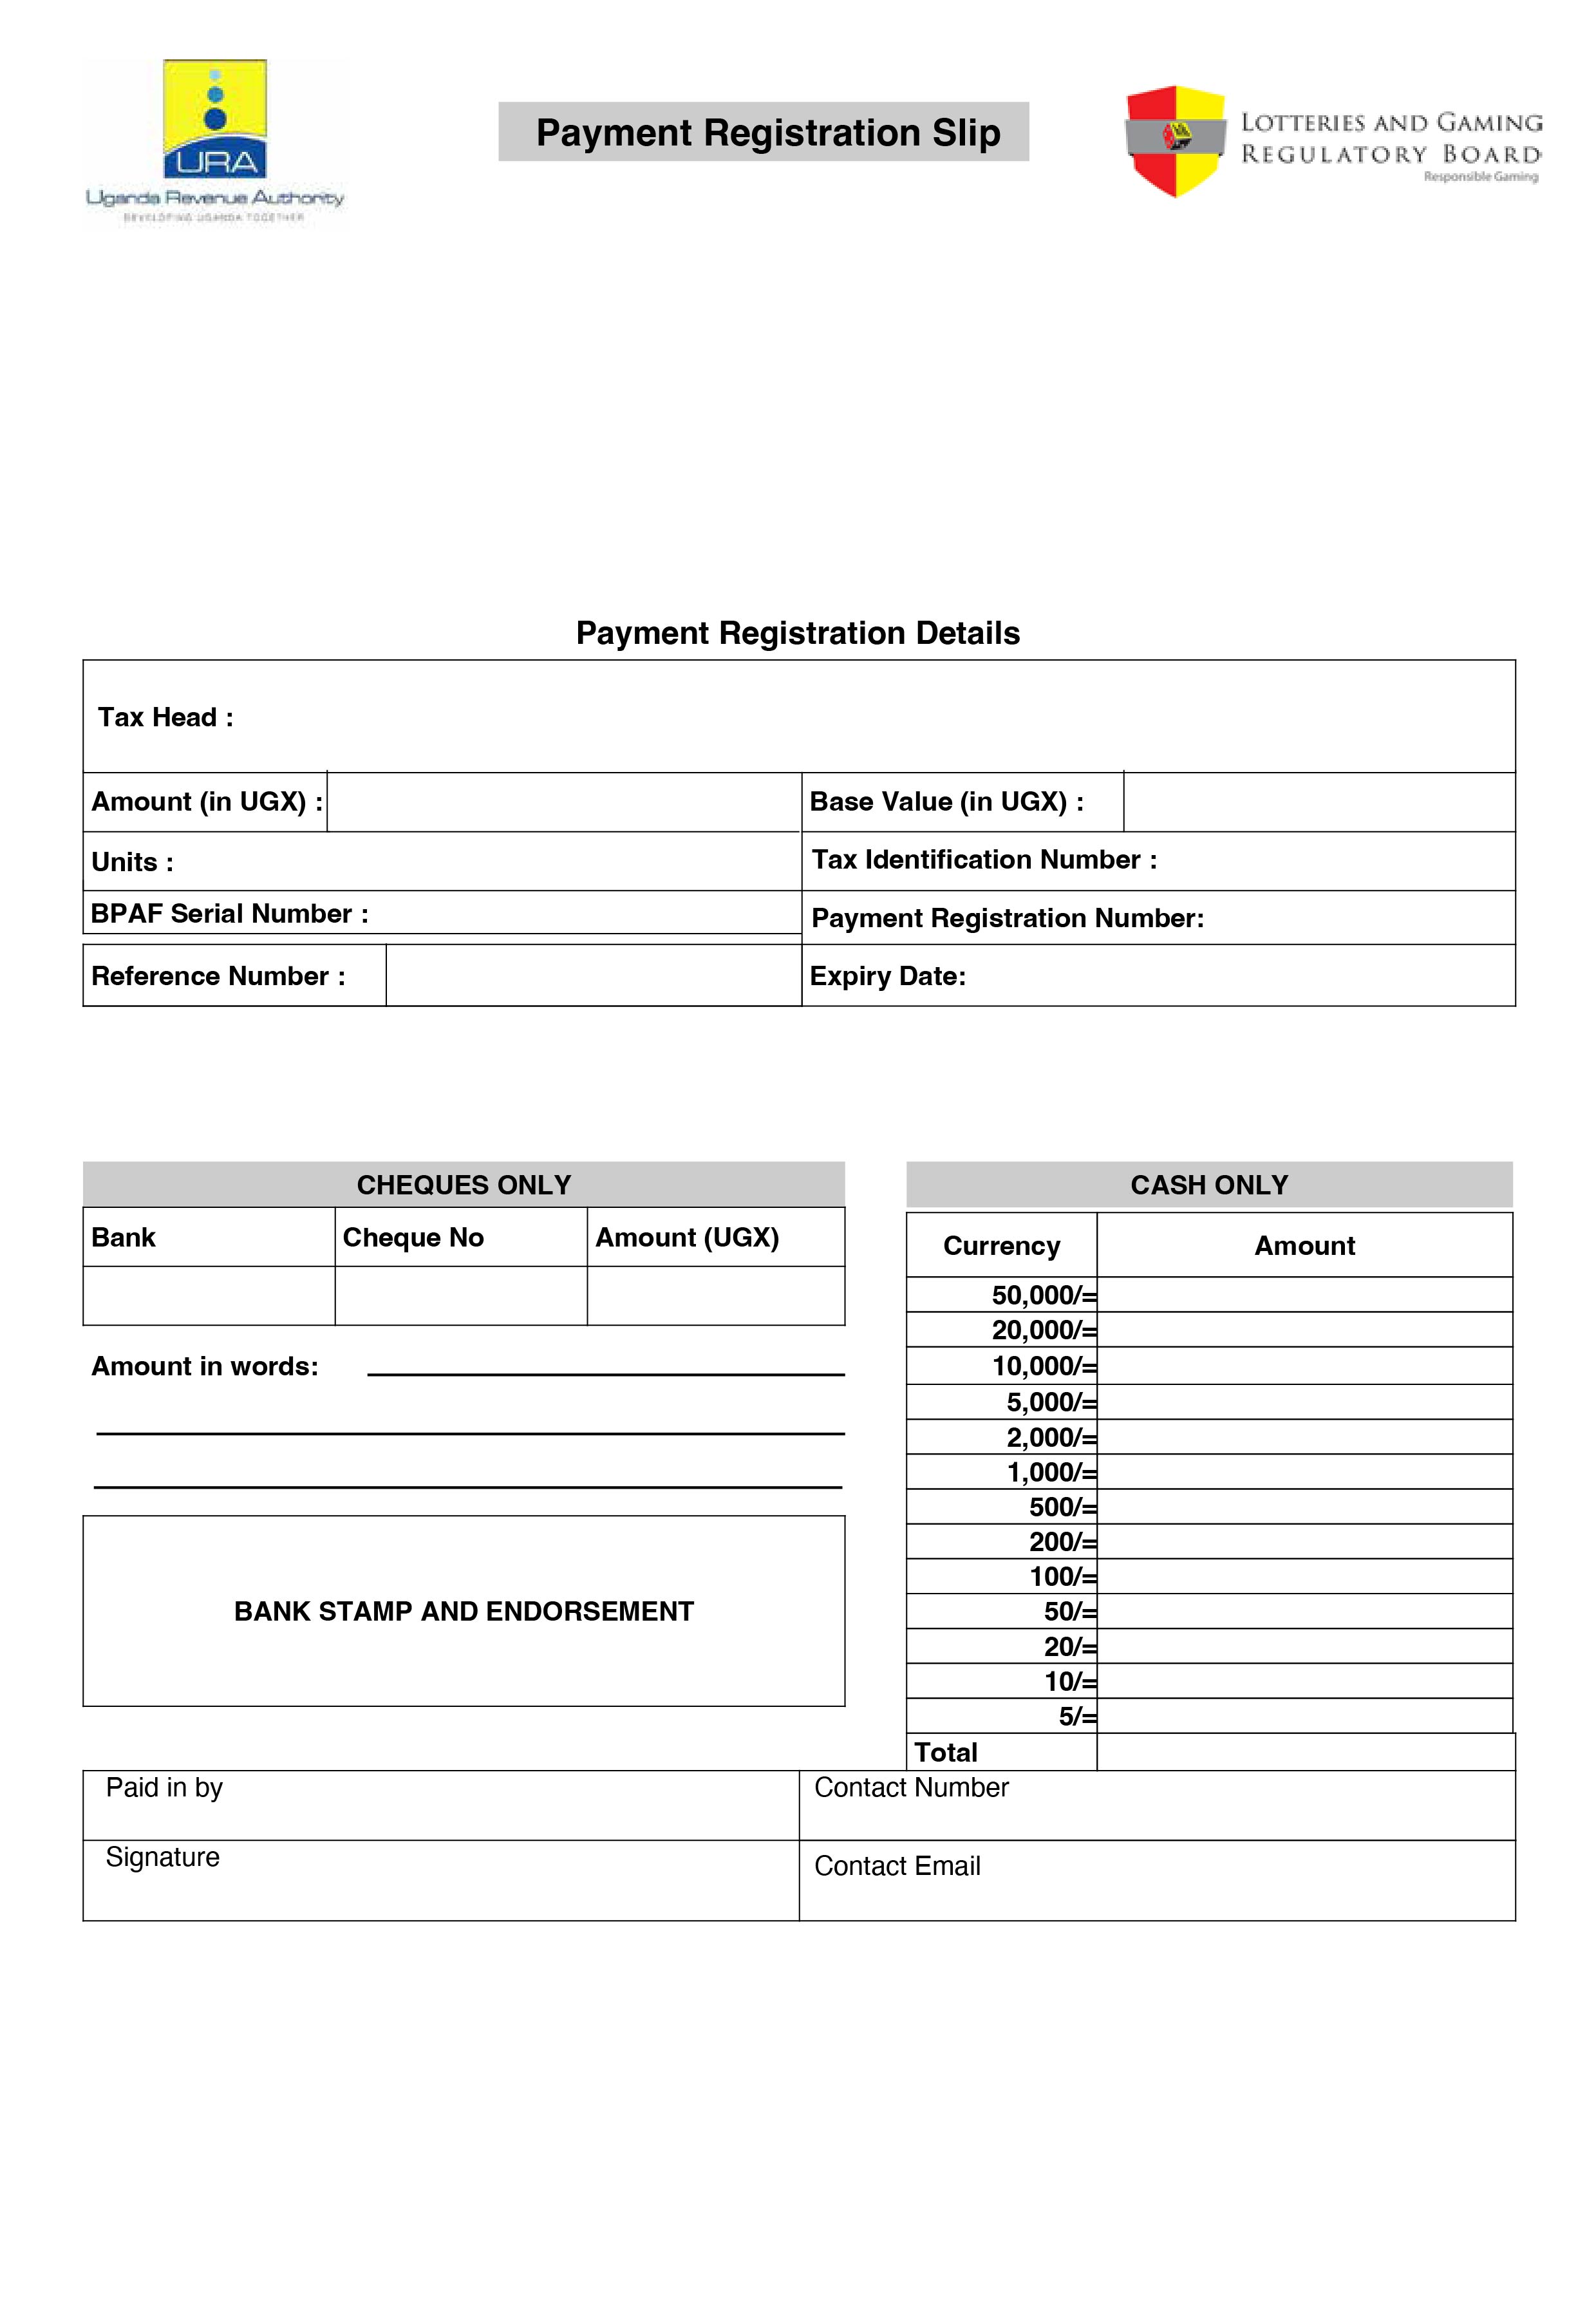 URA
Uganda Revenue Authority
DEVELOPING UGANDA TOGETHER
Payment Registration Slip
LOTTERIES AND GAMING
REGULATORY BOARD
Responsible Gaming
Payment Registration Details
Tax Head :
Amount (in UGX) :
Base Value (in UGX) :
Units :
Tax Identification Number :
BPAF Serial Number :
Payment Registration Number:
Reference Number :
Expiry Date:
CHEQUES ONLY
Bank Cheque No Amount (UGX)
Amount in words:
BANK STAMP AND ENDORSEMENT
CASH ONLY
Currency Amount
50,000/=
20,000/=
10,000/=
5,000/=
2,000/=
1,000/=
500/=
200/=
100/=
50/=
20/=
10/=
5/=
Total
Paid in by
Contact Number
Signature
Contact Email